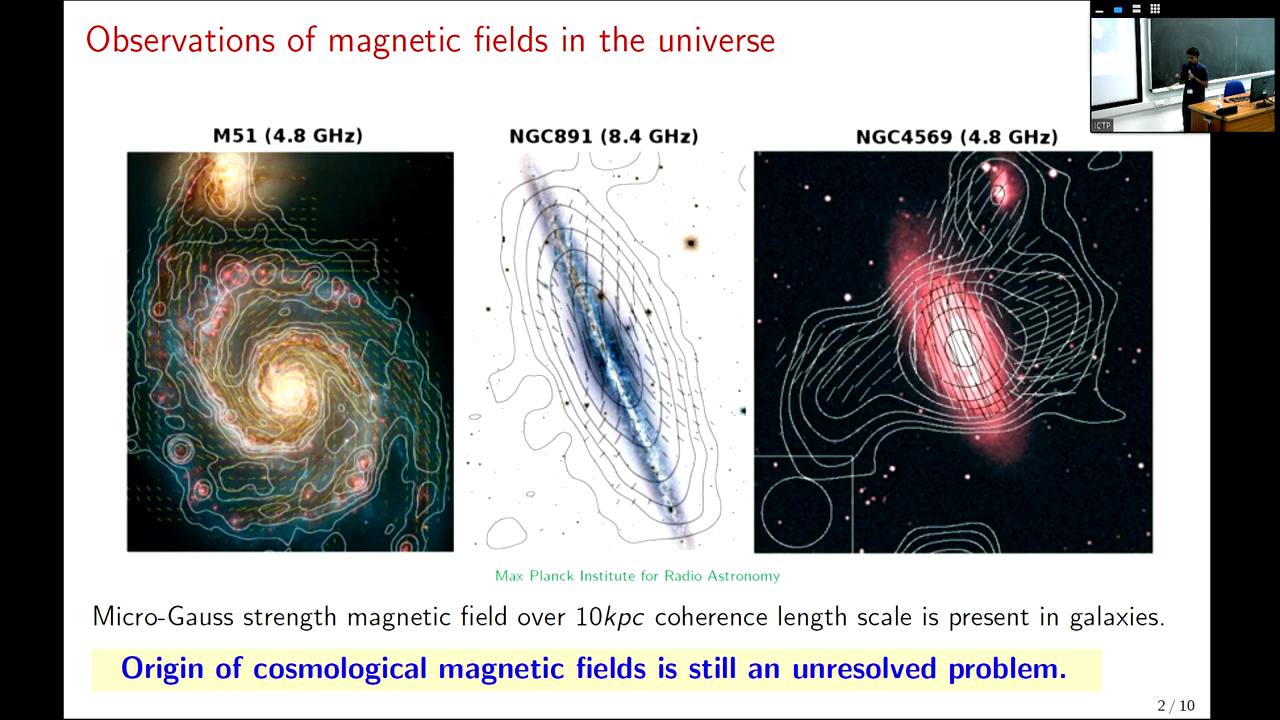 Observations of magnetic fields in the universe
M51 (4.8 GHz)
NGC891 (8.4 GHz)
NGC4569 (4.8 GHz)
ICTP
Max Planck Institute for Radio Astronomy
Micro-Gauss strength magnetic field over 10kpc coherence length scale is present in galaxies.
Origin of cosmological magnetic fields is still an unresolved problem.
2 / 10